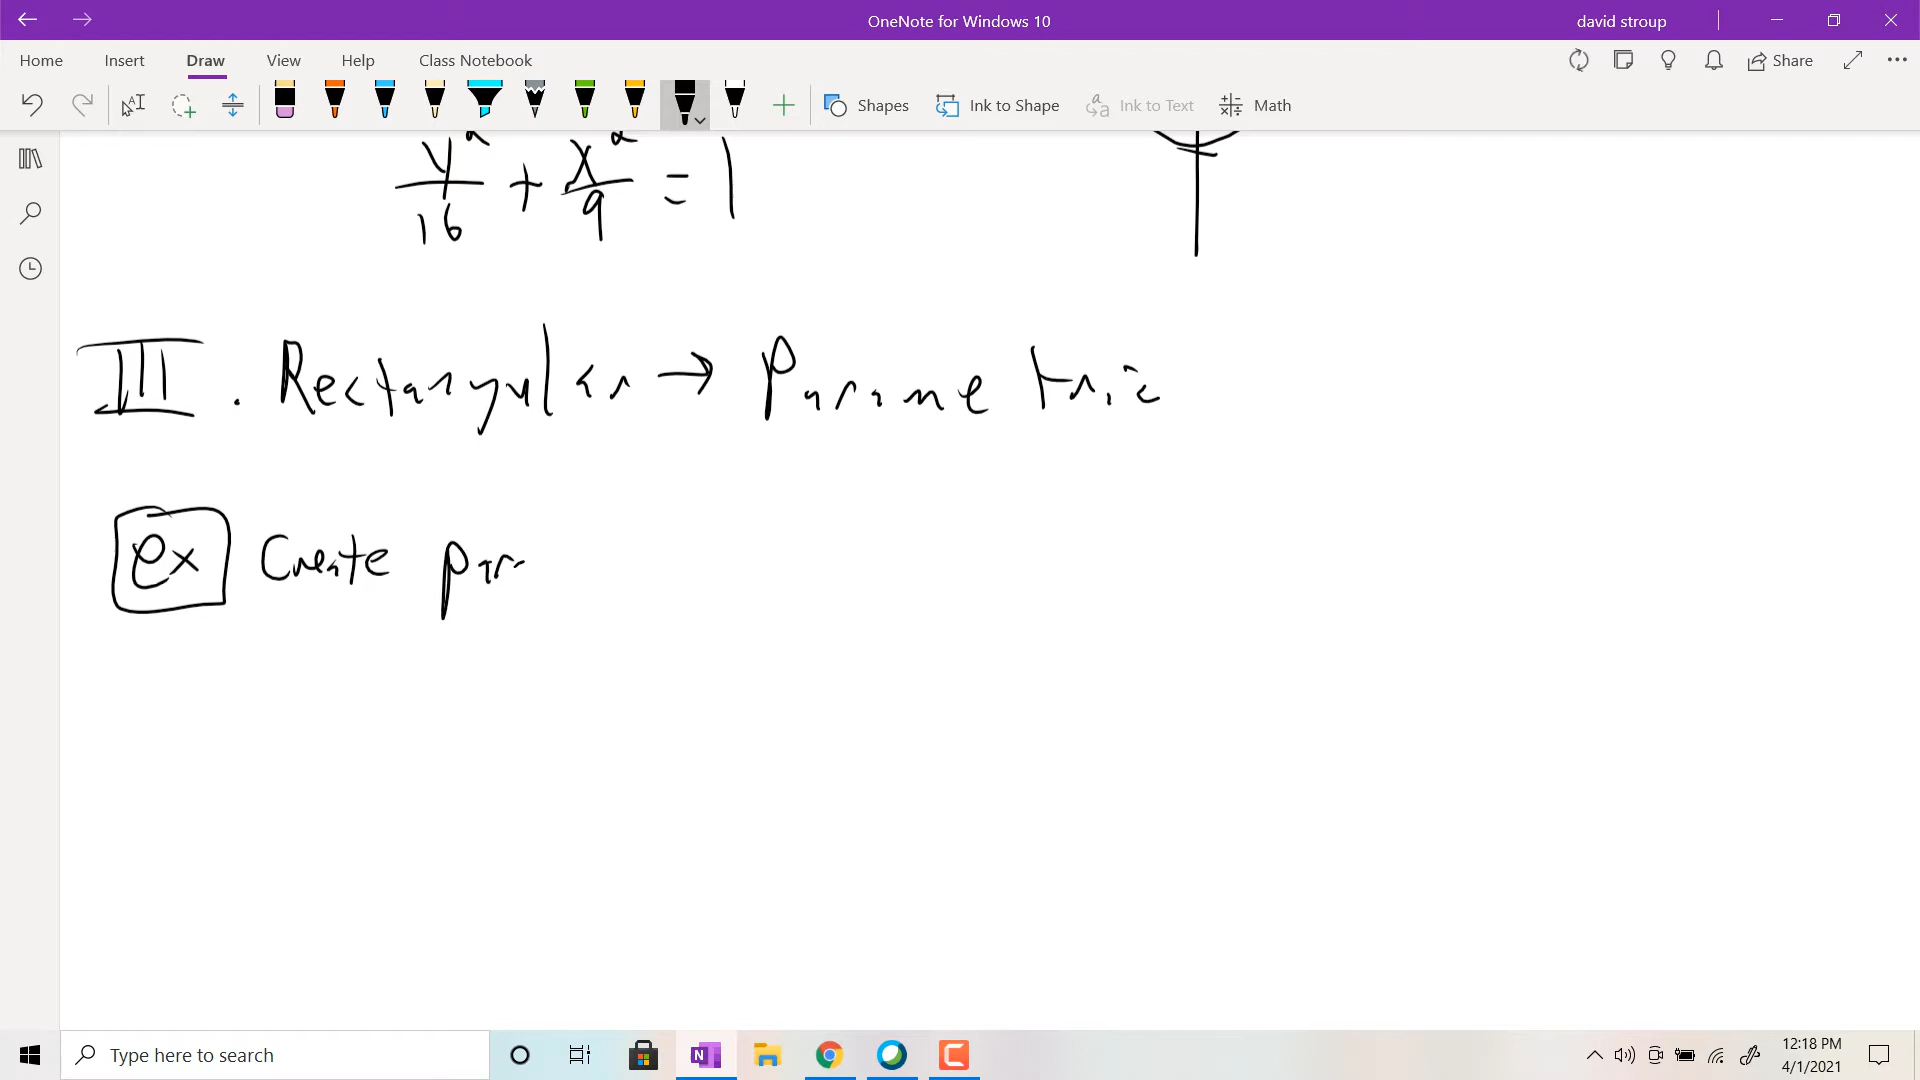 OneNote for Windows 10
david stroup
Home Insert Draw View Help Class Notebook
Share
Shapes Ink to Shape Ink to Text Math
y²/16 + x²/9 = 1
III. Rectangular → Parametric
ex Create par
Type here to search
12:18 PM
4/1/2021